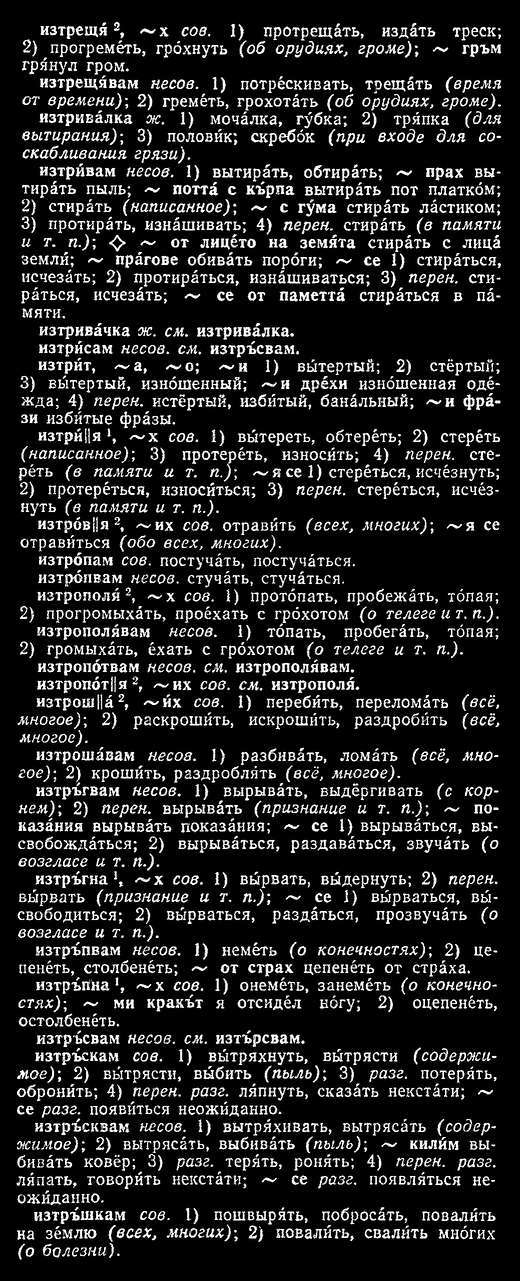 изтрещя́ ², ~х сов. 1) протреща́ть, изда́ть треск;
2) прогреме́ть, гро́хнуть (об орудиях, громе); ~ гръм
гря́нул гром.
изтреща́вам несов. 1) потре́скивать, треща́ть (время
от времени); 2) греме́ть, грохота́ть (об орудиях, громе).
изтрива́лка ж. 1) моча́лка, гу́бка; 2) тря́пка (для
вытирания); 3) полови́к; скребо́к (при входе для со-
скабливания грязи).
изтри́вам несов. 1) вытира́ть, обтира́ть; ~ прах вы-
тира́ть пыль; ~ потта́ с къ́рпа вытира́ть пот платко́м;
2) стира́ть (написанное); ~ с гу́ма стира́ть ла́стиком;
3) протира́ть, изна́шивать; 4) перен. стира́ть (в памяти
и т. п.); ◇ ~ от лице́то на земя́та стира́ть с лица́
земли́; ~ пра́гове обива́ть поро́ги; ~ се 1) стира́ться,
исчеза́ть; 2) протира́ться, изна́шиваться; 3) перен. сти-
ра́ться, исчеза́ть; ~ се от паметта́ стира́ться в па́-
мяти.
изтрива́чка ж. см. изтрива́лка.
изтри́сам несов. см. изтръ́свам.
изтри́т, ~а, ~о; ~и 1) вы́тертый; 2) стёртый;
3) вы́тертый, изно́шенный; ~и дре́хи изно́шенная оде́-
жда; 4) перен. истёртый, изби́тый, бана́льный; ~и фра́-
зи изби́тые фра́зы.
изтри́||я ¹, ~х сов. 1) вы́тереть, обтере́ть; 2) стере́ть
(написанное); 3) протере́ть, износи́ть; 4) перен. сте-
ре́ть (в памяти и т. п.); ~я се 1) стере́ться, исче́знуть;
2) протере́ться, износи́ться; 3) перен. стере́ться, исче́з-
нуть (в памяти и т. п.).
изтро́в||я ², ~их сов. отрави́ть (всех, многих); ~я се
отрави́ться (обо всех, многих).
изтро́пам сов. постуча́ть, постуча́ться.
изтро́пвам несов. стуча́ть, стуча́ться.
изтрополя́ ², ~х сов. 1) прото́пать, пробежа́ть, то́пая;
2) прогромыха́ть, прое́хать с гро́хотом (о телеге и т. п.).
изтрополя́вам несов. 1) то́пать, пробега́ть, то́пая;
2) громыха́ть, е́хать с гро́хотом (о телеге и т. п.).
изтропо́твам несов. см. изтрополя́вам.
изтропо́т||я ², ~их сов. см. изтрополя́.
изтрош||а́ ², ~и́х сов. 1) переби́ть, перелома́ть (всё,
многое); 2) раскроши́ть, искроши́ть, раздроби́ть (всё,
многое).
изтроша́вам несов. 1) разбива́ть, лома́ть (всё, мно-
гое); 2) кроши́ть, раздробля́ть (всё, многое).
изтръ́гвам несов. 1) вырыва́ть, выдёргивать (с кор-
нем); 2) перен. вырыва́ть (признание и т. п.); ~ по-
каза́ния вырыва́ть показа́ния; ~ се 1) вырыва́ться, вы-
свобожда́ться; 2) вырыва́ться, раздава́ться, звуча́ть (о
возгласе и т. п.).
изтръ́гна ¹, ~х сов. 1) вы́рвать, вы́дернуть; 2) перен.
вы́рвать (признание и т. п.); ~ се 1) вы́рваться, вы́-
свободиться; 2) вы́рваться, разда́ться, прозвуча́ть (о
возгласе и т. п.).
изтръ́пвам несов. 1) неме́ть (о конечностях); 2) це-
пене́ть, столбене́ть; ~ от страх цепене́ть от стра́ха.
изтръ́пна ¹, ~х сов. 1) онеме́ть, занеме́ть (о конечно-
стях); ~ ми кракъ́т я отсиде́л но́гу; 2) оцепене́ть,
остолбене́ть.
изтръ́свам несов. см. изтъ́рсвам.
изтръ́скам сов. 1) вы́тряхнуть, вы́трясти (содержи-
мое); 2) вы́трясти, вы́бить (пыль); 3) разг. потеря́ть,
оброни́ть; 4) перен. разг. ля́пнуть, сказа́ть некста́ти; ~
се разг. появи́ться неожи́данно.
изтръ́сквам несов. 1) вытря́хивать, вытряса́ть (содер-
жимое); 2) вытряса́ть, выбива́ть (пыль); ~ кили́м вы-
бива́ть ковёр; 3) разг. теря́ть, роня́ть; 4) перен. разг.
ля́пать, говори́ть некста́ти; ~ се разг. появля́ться не-
ожи́данно.
изтръ́шкам сов. 1) пошвыря́ть, поброса́ть, повали́ть
на зе́млю (всех, многих); 2) повали́ть, свали́ть мно́гих
(о болезни).